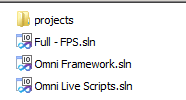 projects
Full - FPS.sln
Omni Framework.sln
Omni Live Scripts.sln